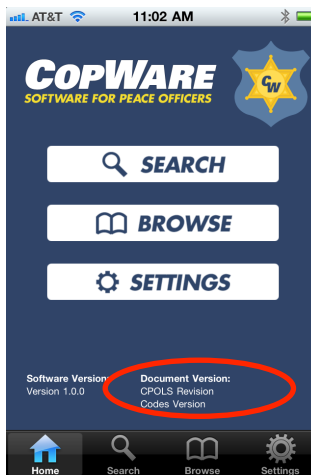 AT&T 11:02 AM
COPWARE
SOFTWARE FOR PEACE OFFICERS
CW
SEARCH
BROWSE
SETTINGS
Software Version: Document Version:
Version 1.0.0 CPOLS Revision
Codes Version
Home Search Browse Settings